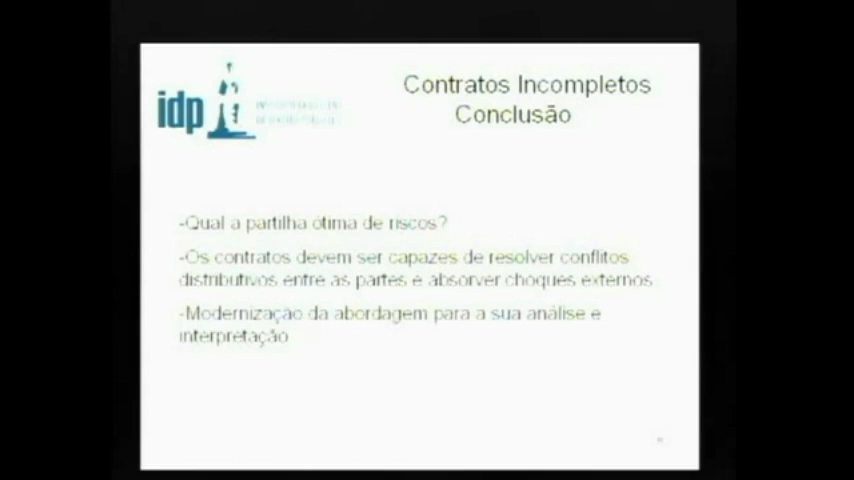 idp
Contratos Incompletos
Conclusão
-Qual a partilha ótima de riscos?
-Os contratos devem ser capazes de resolver conflitos
distributivos entre as partes e absorver choques externos
-Modernização da abordagem para a sua análise e
interpretação